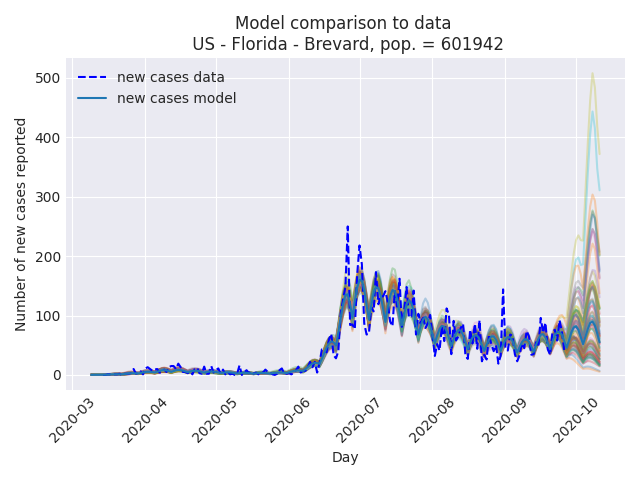 Model comparison to data
US - Florida - Brevard, pop. = 601942
new cases data
new cases model
Number of new cases reported
500
400
300
200
100
0
2020-03
2020-04
2020-05
2020-06
2020-07
2020-08
2020-09
2020-10
Day